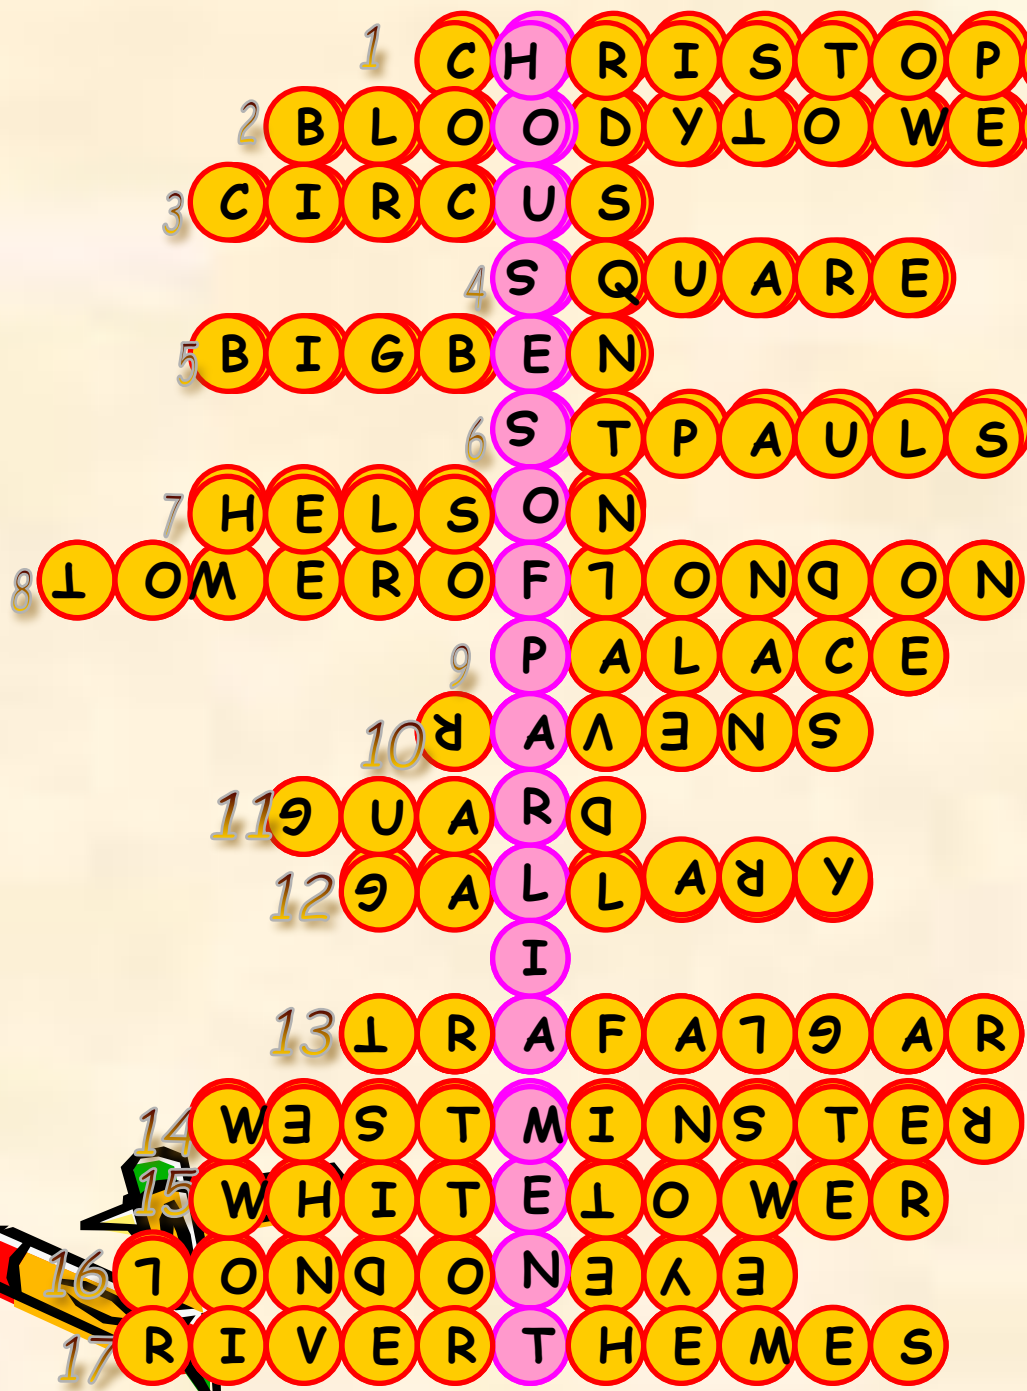 1 CHRISTOP
2 BLOODYTOWE
3 CIRCUS
4 SQUARE
5 BIGBEN
6 STPAULS
7 HELSON
8 TOWEROFLONDON
9 PALACE
10 RAVENS
11 GUARD
12 GALLARY
I
13 TRAFALGAR
14 WESTMINSTER
15 WHITETOWER
16 LONDONEYE
17 RIVERTHEMES